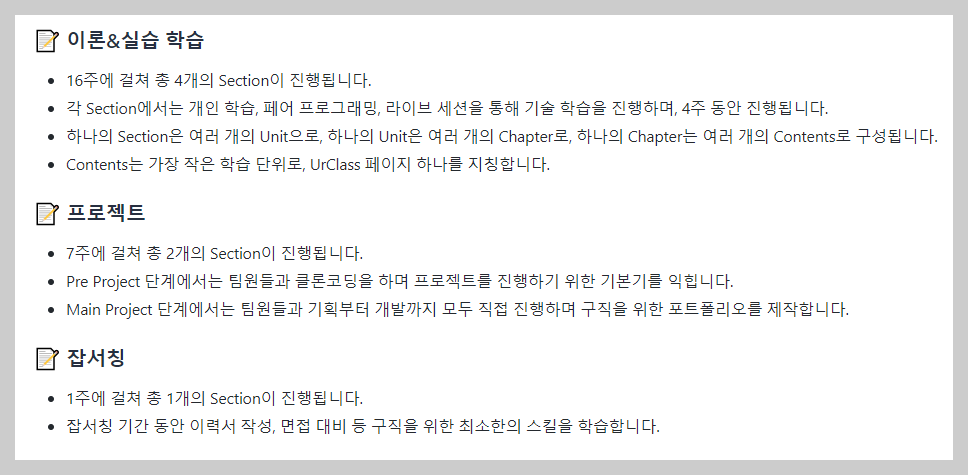 이론&실습 학습
16주에 걸쳐 총 4개의 Section이 진행됩니다.
각 Section에서는 개인 학습, 페어 프로그래밍, 라이브 세션을 통해 기술 학습을 진행하며, 4주 동안 진행됩니다.
하나의 Section은 여러 개의 Unit으로, 하나의 Unit은 여러 개의 Chapter로, 하나의 Chapter는 여러 개의 Contents로 구성됩니다.
Contents는 가장 작은 학습 단위로, UrClass 페이지 하나를 지칭합니다.
프로젝트
7주에 걸쳐 총 2개의 Section이 진행됩니다.
Pre Project 단계에서는 팀원들과 클론코딩을 하며 프로젝트를 진행하기 위한 기본기를 익힙니다.
Main Project 단계에서는 팀원들과 기획부터 개발까지 모두 직접 진행하며 구직을 위한 포트폴리오를 제작합니다.
잡서칭
1주에 걸쳐 총 1개의 Section이 진행됩니다.
잡서칭 기간 동안 이력서 작성, 면접 대비 등 구직을 위한 최소한의 스킬을 학습합니다.